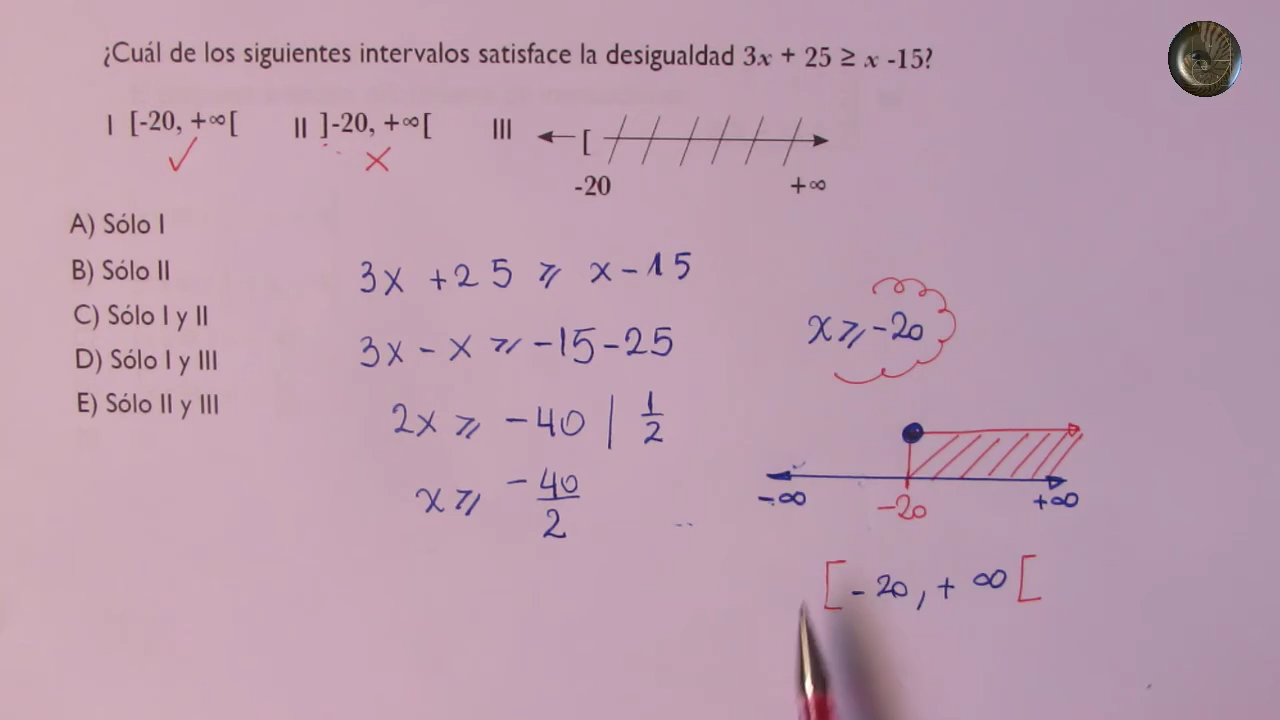 ¿Cuál de los siguientes intervalos satisface la desigualdad 3x + 25 ≥ x -15?
I [-20, +∞[ II ]-20, +∞[ III [
-20 +∞
A) Sólo I
B) Sólo II
C) Sólo I y II
D) Sólo I y III
E) Sólo II y III
3x + 25 ≥ x - 15
3x - x ≥ -15 - 25
2x ≥ -40 | 1/2
x ≥ -40/2
x ≥ -20
-∞ -20 +∞
[-20, +∞[